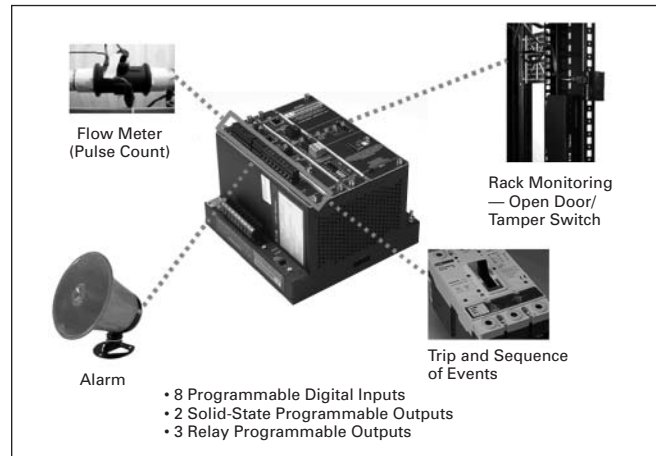 Flow Meter
(Pulse Count)
Rack Monitoring
— Open Door/
Tamper Switch
Alarm
Trip and Sequence
of Events
• 8 Programmable Digital Inputs
• 2 Solid-State Programmable Outputs
• 3 Relay Programmable Outputs